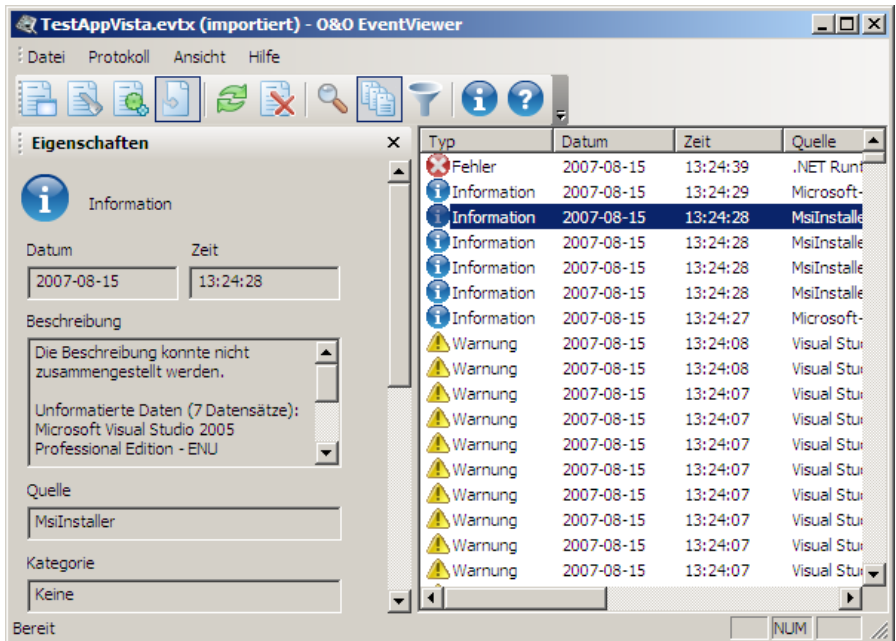 TestAppVista.evtx (importiert) - O&O EventViewer
Datei Protokoll Ansicht Hilfe
Eigenschaften
Information
Datum Zeit
2007-08-15 13:24:28
Beschreibung
Die Beschreibung konnte nicht
zusammengestellt werden.
Unformatierte Daten (7 Datensätze):
Microsoft Visual Studio 2005
Professional Edition - ENU
Quelle
MsiInstaller
Kategorie
Keine
Typ Datum Zeit Quelle
Fehler 2007-08-15 13:24:39 .NET Runt
Information 2007-08-15 13:24:29 Microsoft-
Information 2007-08-15 13:24:28 MsiInstalle
Information 2007-08-15 13:24:28 MsiInstalle
Information 2007-08-15 13:24:28 MsiInstalle
Information 2007-08-15 13:24:28 MsiInstalle
Information 2007-08-15 13:24:27 Microsoft-
Warnung 2007-08-15 13:24:08 Visual Stu
Warnung 2007-08-15 13:24:08 Visual Stu
Warnung 2007-08-15 13:24:07 Visual Stu
Warnung 2007-08-15 13:24:07 Visual Stu
Warnung 2007-08-15 13:24:07 Visual Stu
Warnung 2007-08-15 13:24:07 Visual Stu
Warnung 2007-08-15 13:24:07 Visual Stu
Warnung 2007-08-15 13:24:07 Visual Stu
Warnung 2007-08-15 13:24:07 Visual Stu
Warnung 2007-08-15 13:24:07 Visual Stu
Bereit NUM